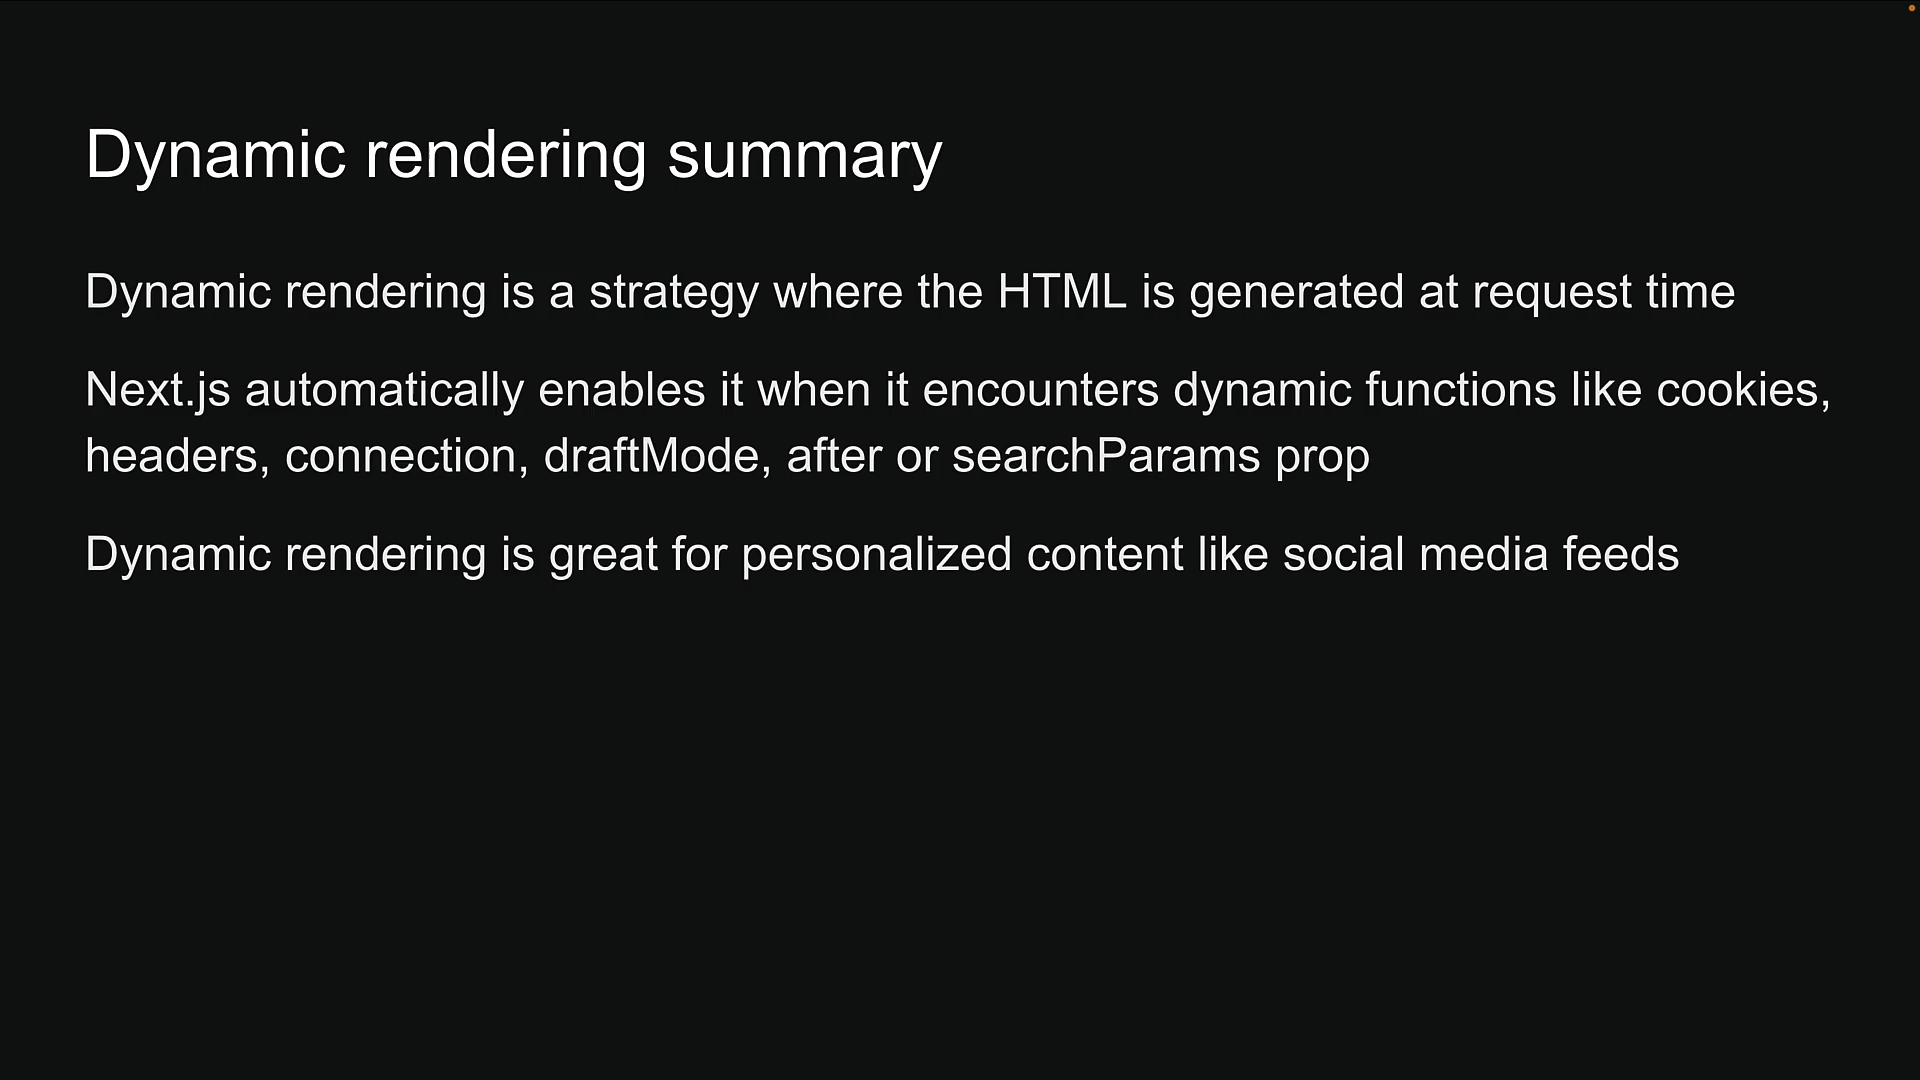 Dynamic rendering summary
Dynamic rendering is a strategy where the HTML is generated at request time
Next.js automatically enables it when it encounters dynamic functions like cookies,
headers, connection, draftMode, after or searchParams prop
Dynamic rendering is great for personalized content like social media feeds